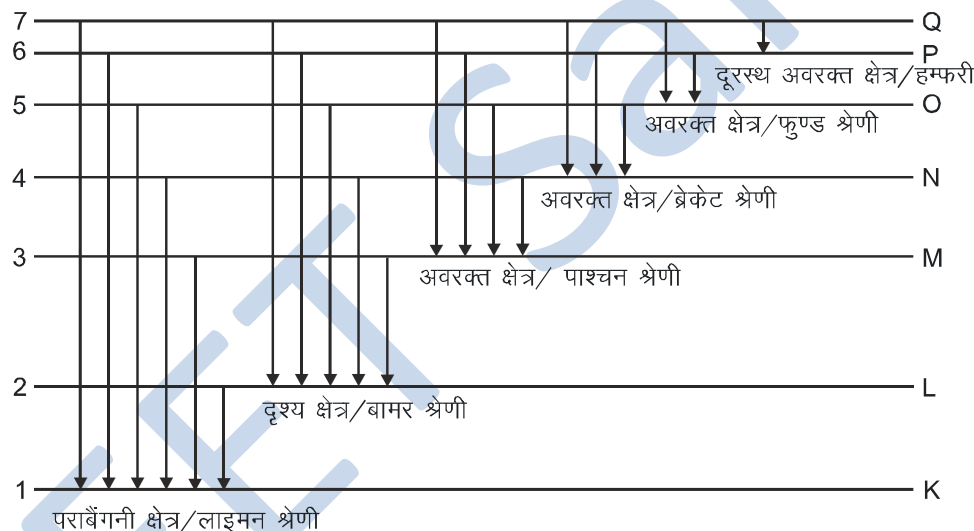 7 Q
6 P
दूरस्थ अवरक्त क्षेत्र/हम्फरी
5 O
अवरक्त क्षेत्र/फुण्ड श्रेणी
4 N
अवरक्त क्षेत्र/ब्रेकेट श्रेणी
3 M
अवरक्त क्षेत्र/ पाश्चन श्रेणी
2 L
दृश्य क्षेत्र/बामर श्रेणी
1 K
पराबैंगनी क्षेत्र/लाइमन श्रेणी